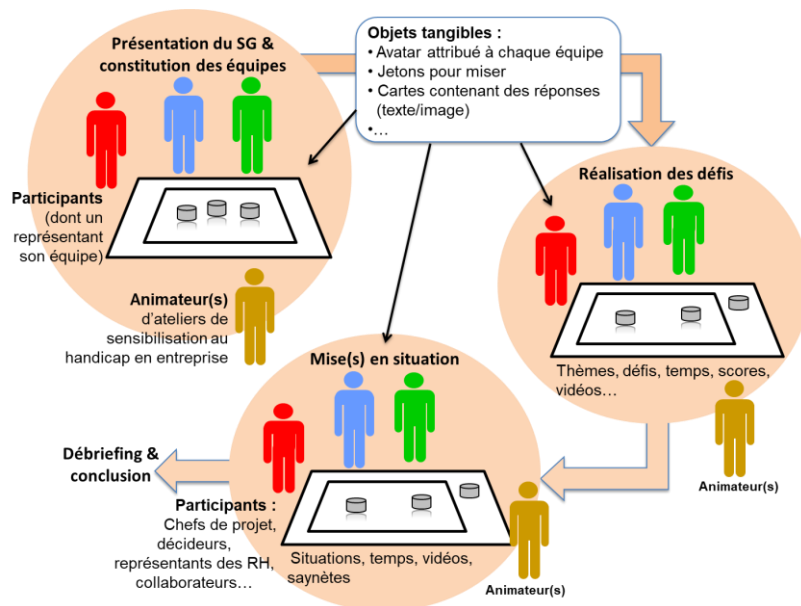 Présentation du SG &
constitution des équipes
Objets tangibles :
• Avatar attribué à chaque équipe
• Jetons pour miser
• Cartes contenant des réponses
(texte/image)
•…
Participants
(dont un
représentant
son équipe)
Animateur(s)
d'ateliers de
sensibilisation au
handicap en entreprise
Réalisation des défis
Thèmes, défis, temps, scores,
vidéos…
Animateur(s)
Mise(s) en situation
Participants :
Chefs de projet,
décideurs,
représentants des RH,
collaborateurs…
Situations, temps, vidéos,
saynètes
Animateur(s)
Débriefing &
conclusion